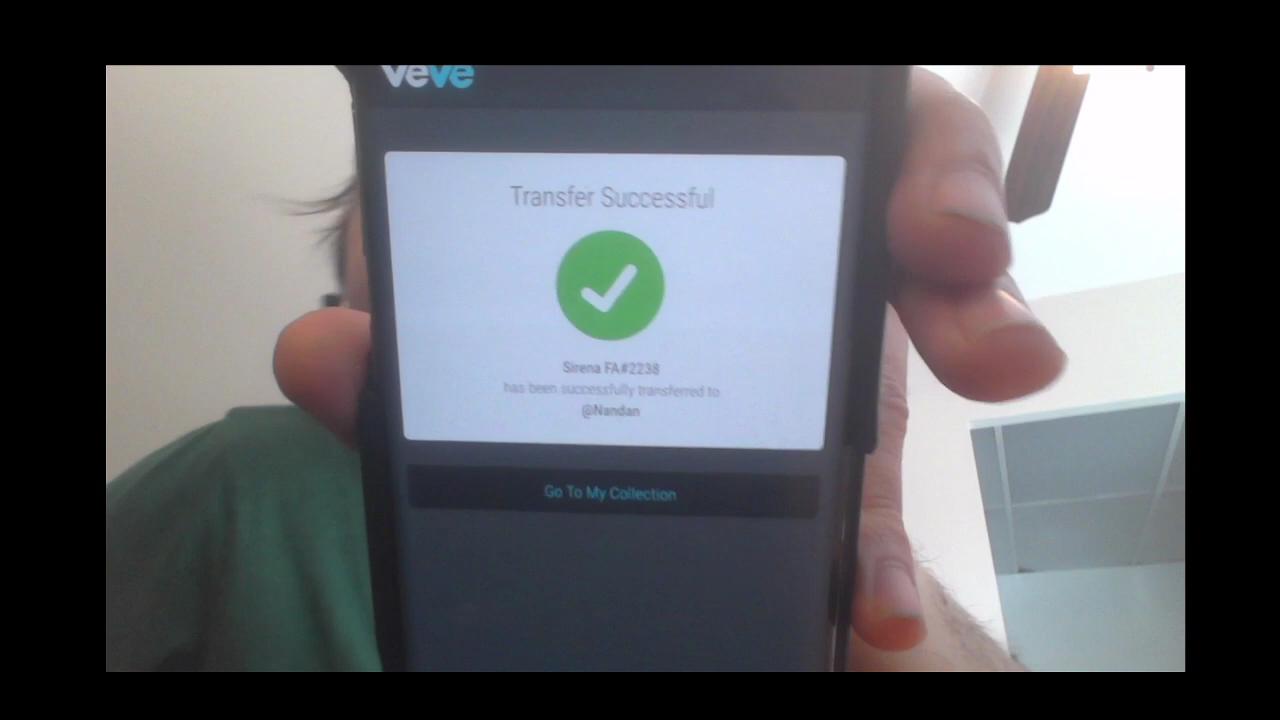 veve
Transfer Successful
Sirena FA#2238
has been successfully transferred to
@Nandan
Go To My Collection